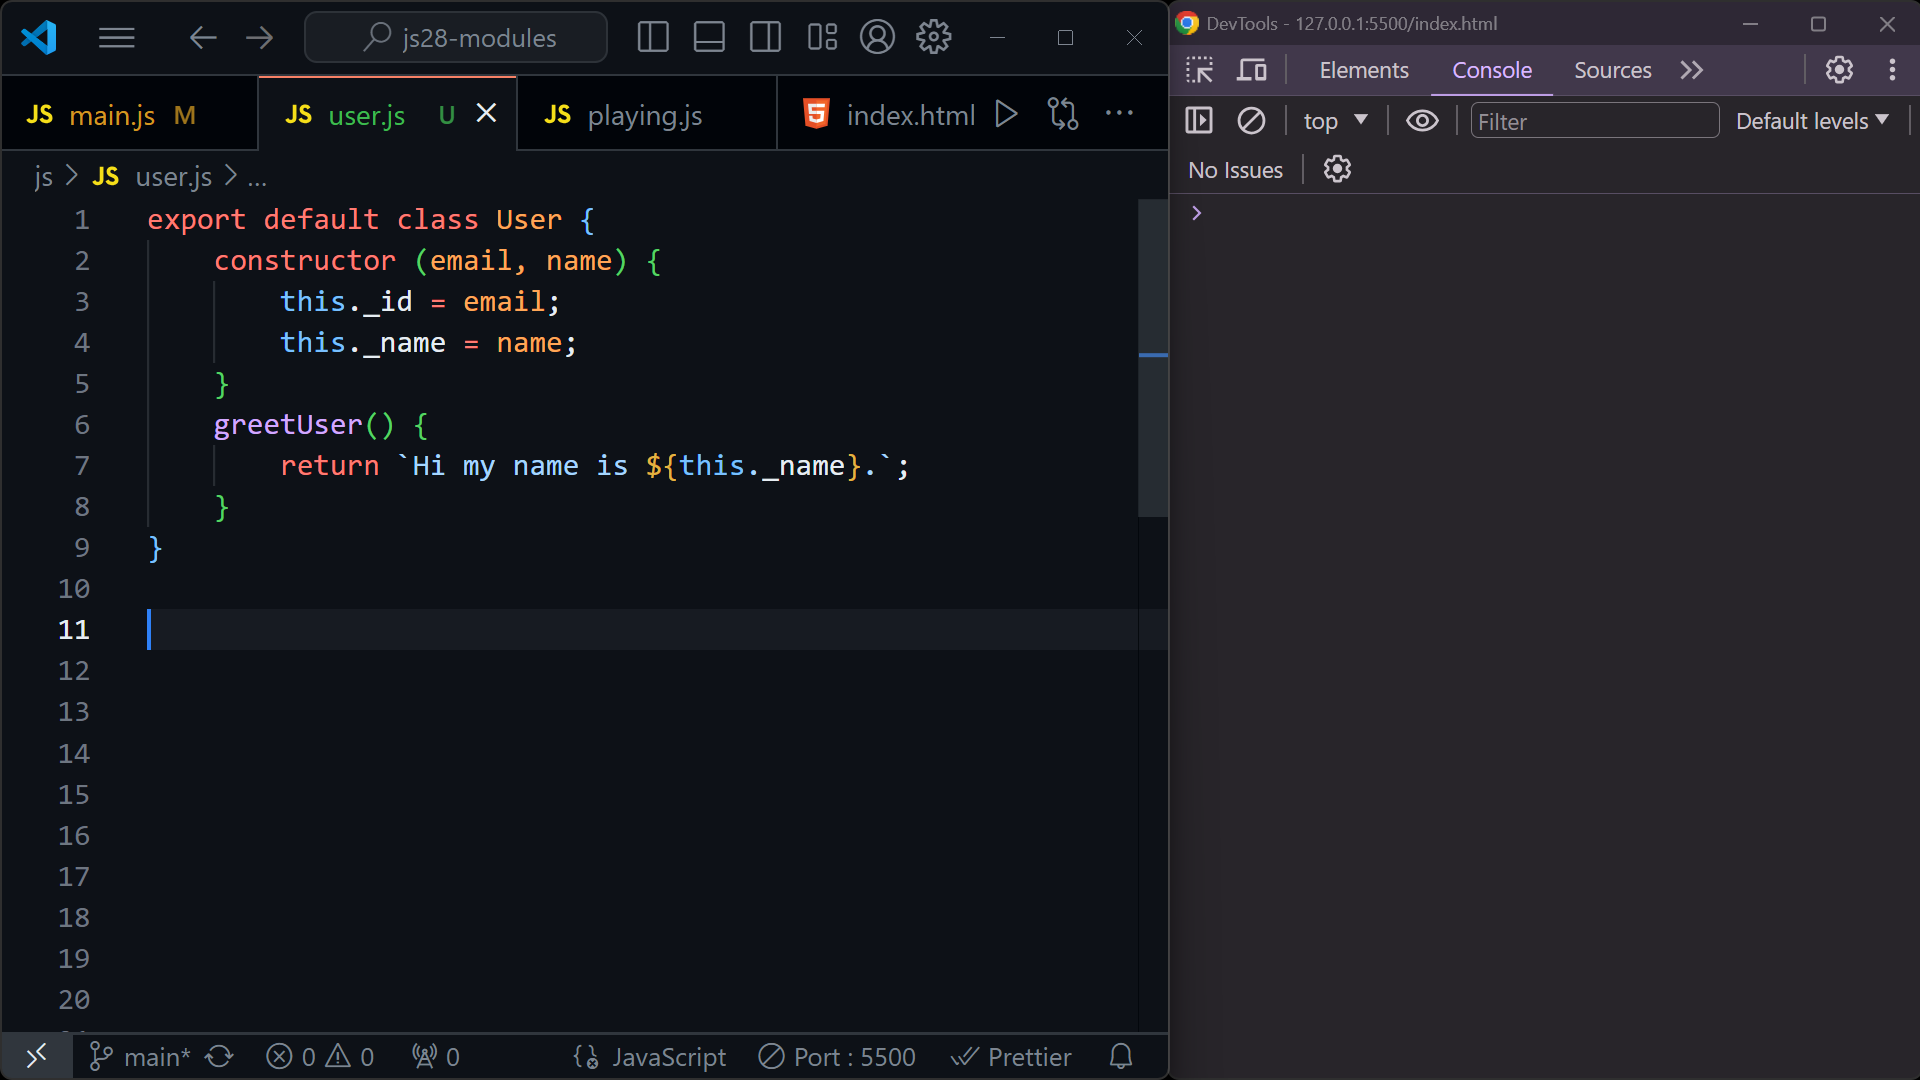 js28-modules
JS main.js M
JS user.js U
JS playing.js
index.html
js > JS user.js > ...
1 export default class User {
2 constructor (email, name) {
3 this._id = email;
4 this._name = name;
5 }
6 greetUser() {
7 return `Hi my name is ${this._name}.`;
8 }
9 }
10
11
12
13
14
15
16
17
18
19
20
main* 0 0 0 JavaScript Port : 5500 Prettier
DevTools - 127.0.0.1:5500/index.html
Elements Console Sources
top Filter Default levels
No Issues